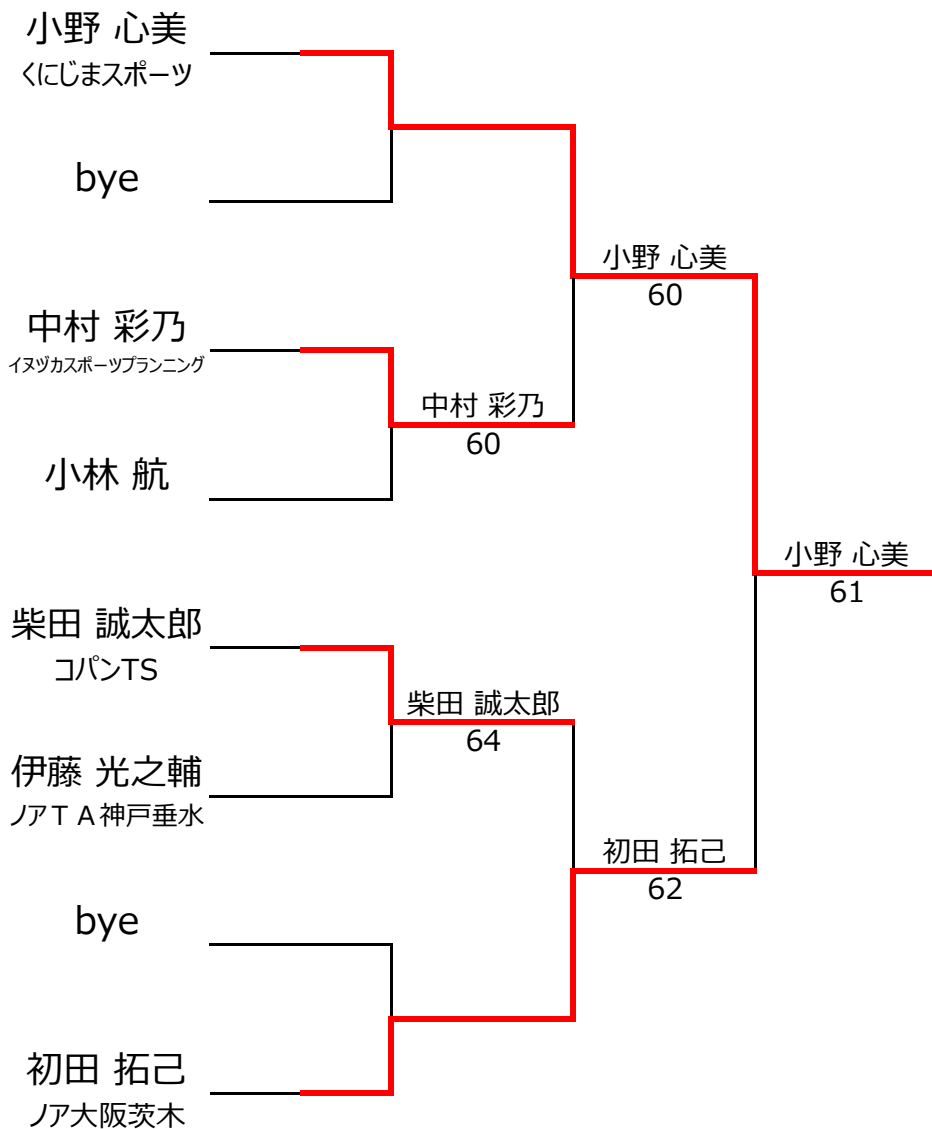 小野 心美
くにじまスポーツ
bye
小野 心美
60
中村 彩乃
イヌヅカスポーツプランニング
中村 彩乃
60
小林 航
小野 心美
61
柴田 誠太郎
コパンTS
柴田 誠太郎
64
伊藤 光之輔
ノアＴＡ神戸垂水
初田 拓己
62
bye
初田 拓己
ノア大阪茨木